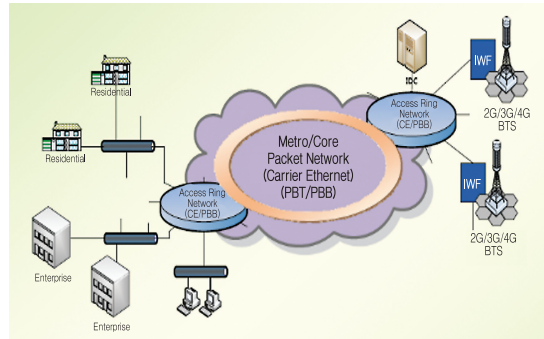 Residential
Residential
Enterprise
Enterprise
Access Ring
Network
(CE/PBB)
Metro/Core
Packet Network
(Carrier Ethernet)
(PBT/PBB)
IDC
Access Ring
Network
(CE/PBB)
IWF
2G/3G/4G
BTS
IWF
2G/3G/4G
BTS